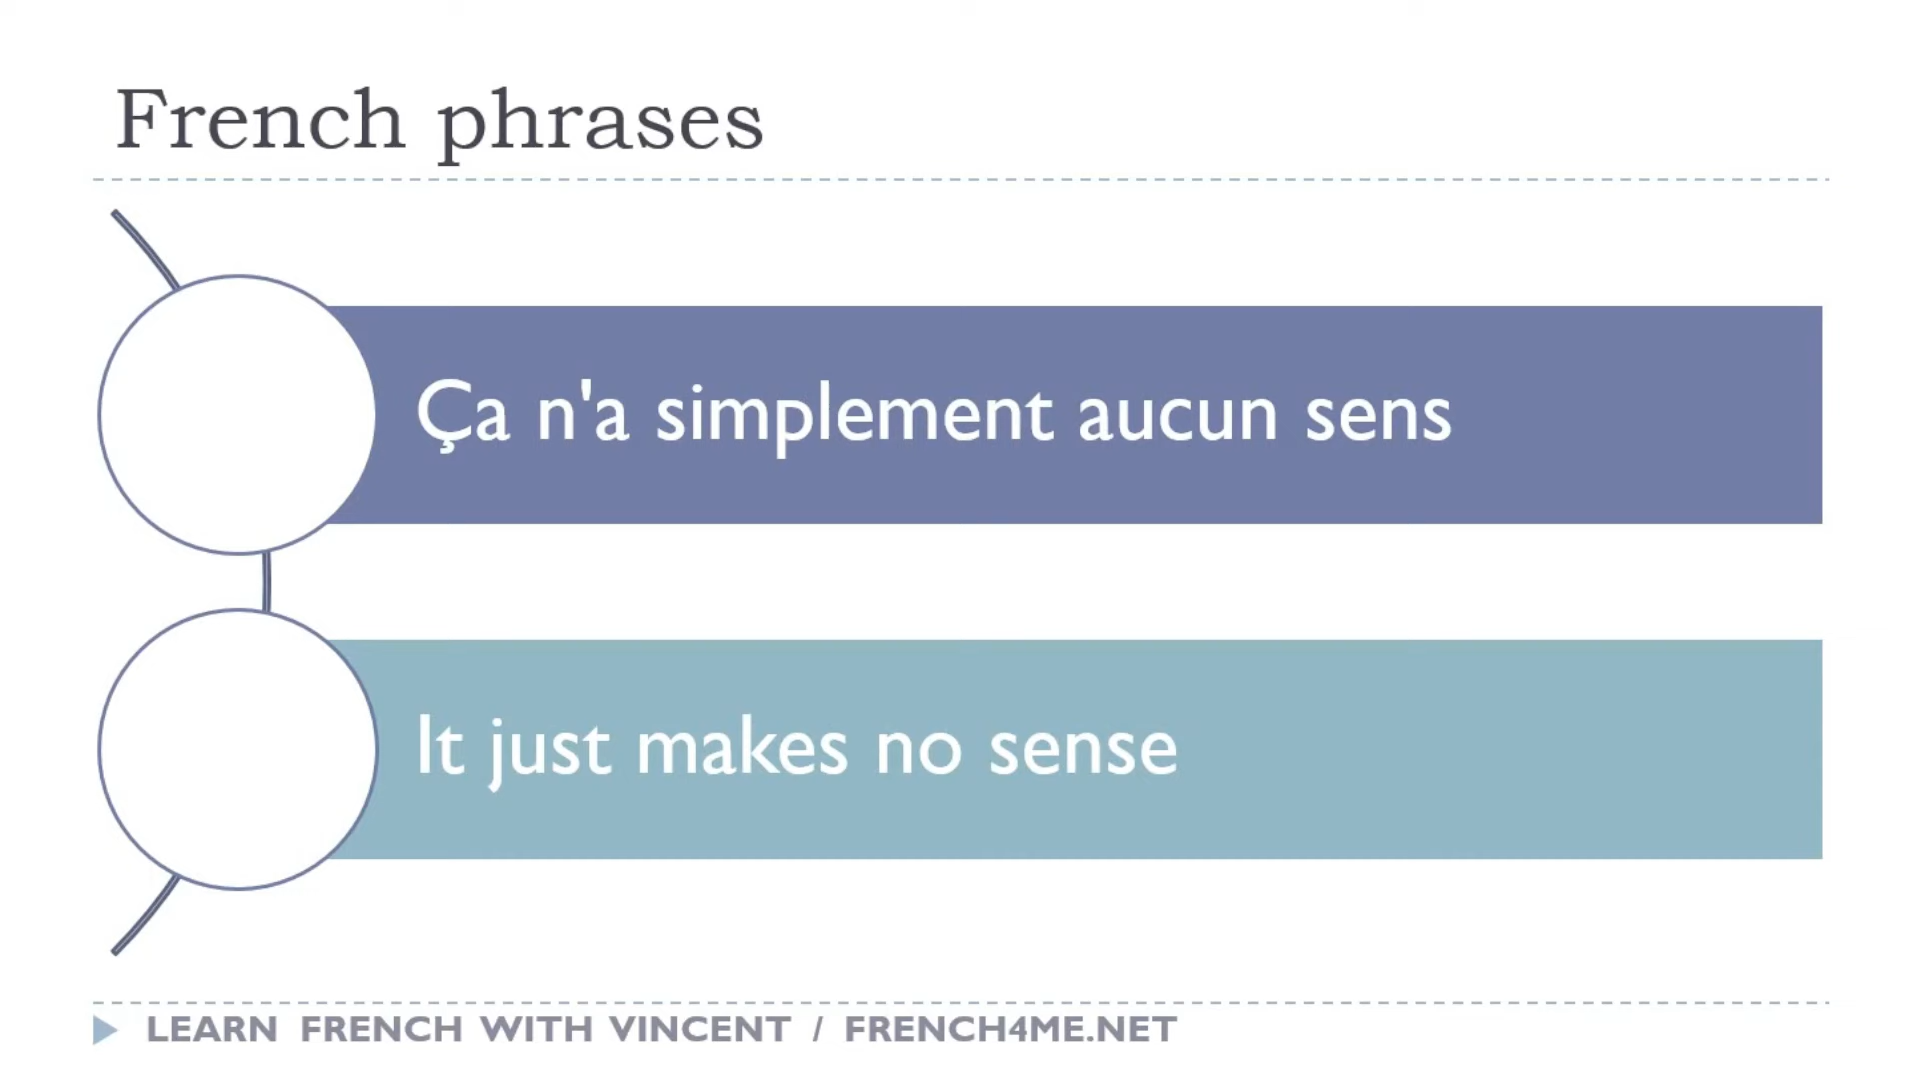 French phrases
Ça n'a simplement aucun sens
It just makes no sense
LEARN FRENCH WITH VINCENT / FRENCH4ME.NET